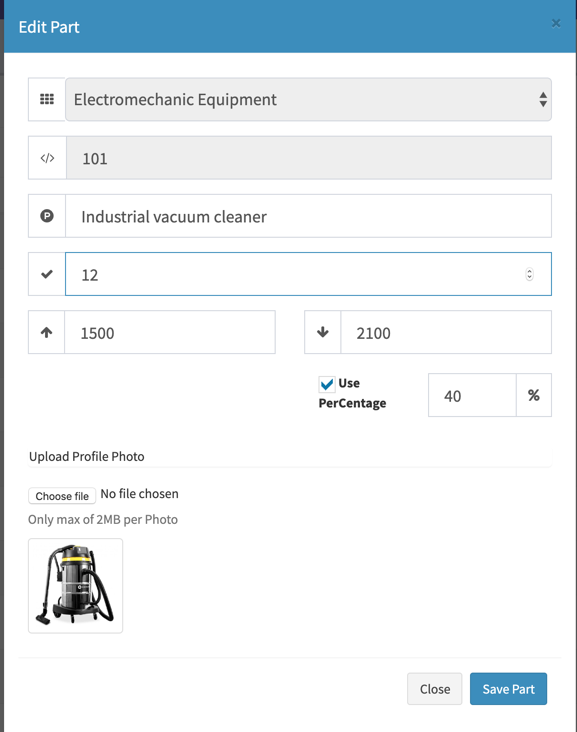 Edit Part
×
Electromechanic Equipment
</> 101
P Industrial vacuum cleaner
12
1500 2100
Use
PerCentage 40 %
Upload Profile Photo
Choose file No file chosen
Only max of 2MB per Photo
Close Save Part